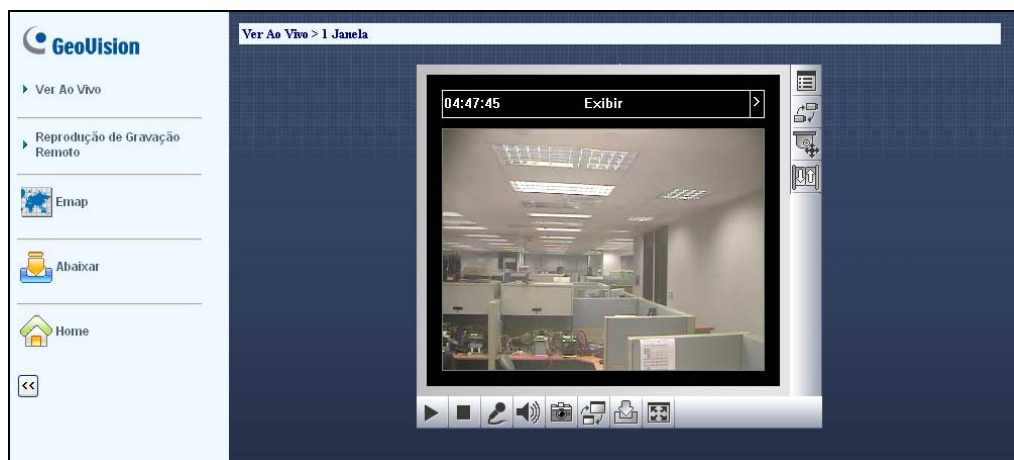 GeoVision
Ver Ao Vivo
Reprodução de Gravação
Remoto
Emap
Abaixar
Home
<<
Ver Ao Vivo > 1 Janela
04:47:45 Exibir >